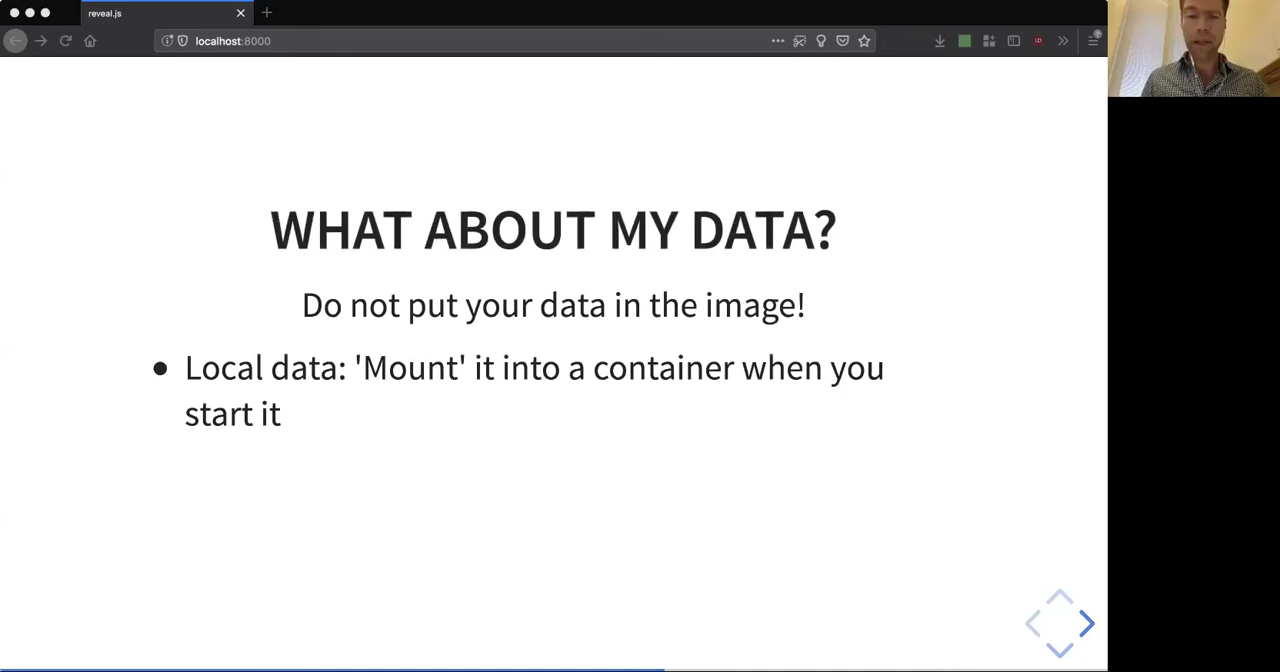 reveal.js
localhost:8000
WHAT ABOUT MY DATA?
Do not put your data in the image!
Local data: 'Mount' it into a container when you
start it